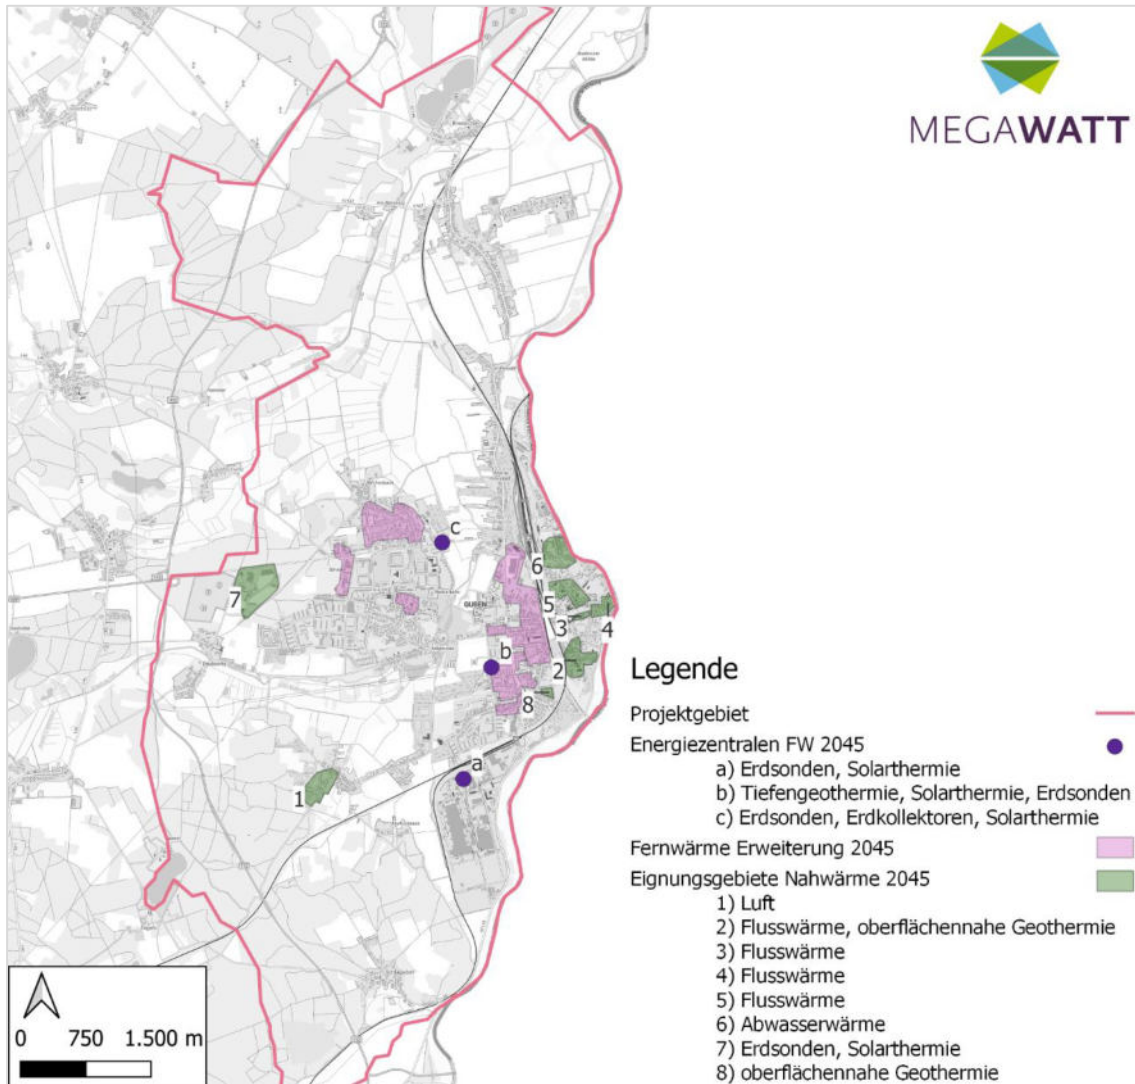 MEGAWATT
c
6
7
5
GUBEN
3
4
b
2
8
a
1
Legende
Projektgebiet
Energiezentralen FW 2045
a) Erdsonden, Solarthermie
b) Tiefengeothermie, Solarthermie, Erdsonden
c) Erdsonden, Erdkollektoren, Solarthermie
Fernwärme Erweiterung 2045
Eignungsgebiete Nahwärme 2045
1) Luft
2) Flusswärme, oberflächennahe Geothermie
3) Flusswärme
4) Flusswärme
5) Flusswärme
6) Abwasserwärme
7) Erdsonden, Solarthermie
8) oberflächennahe Geothermie
0 750 1.500 m